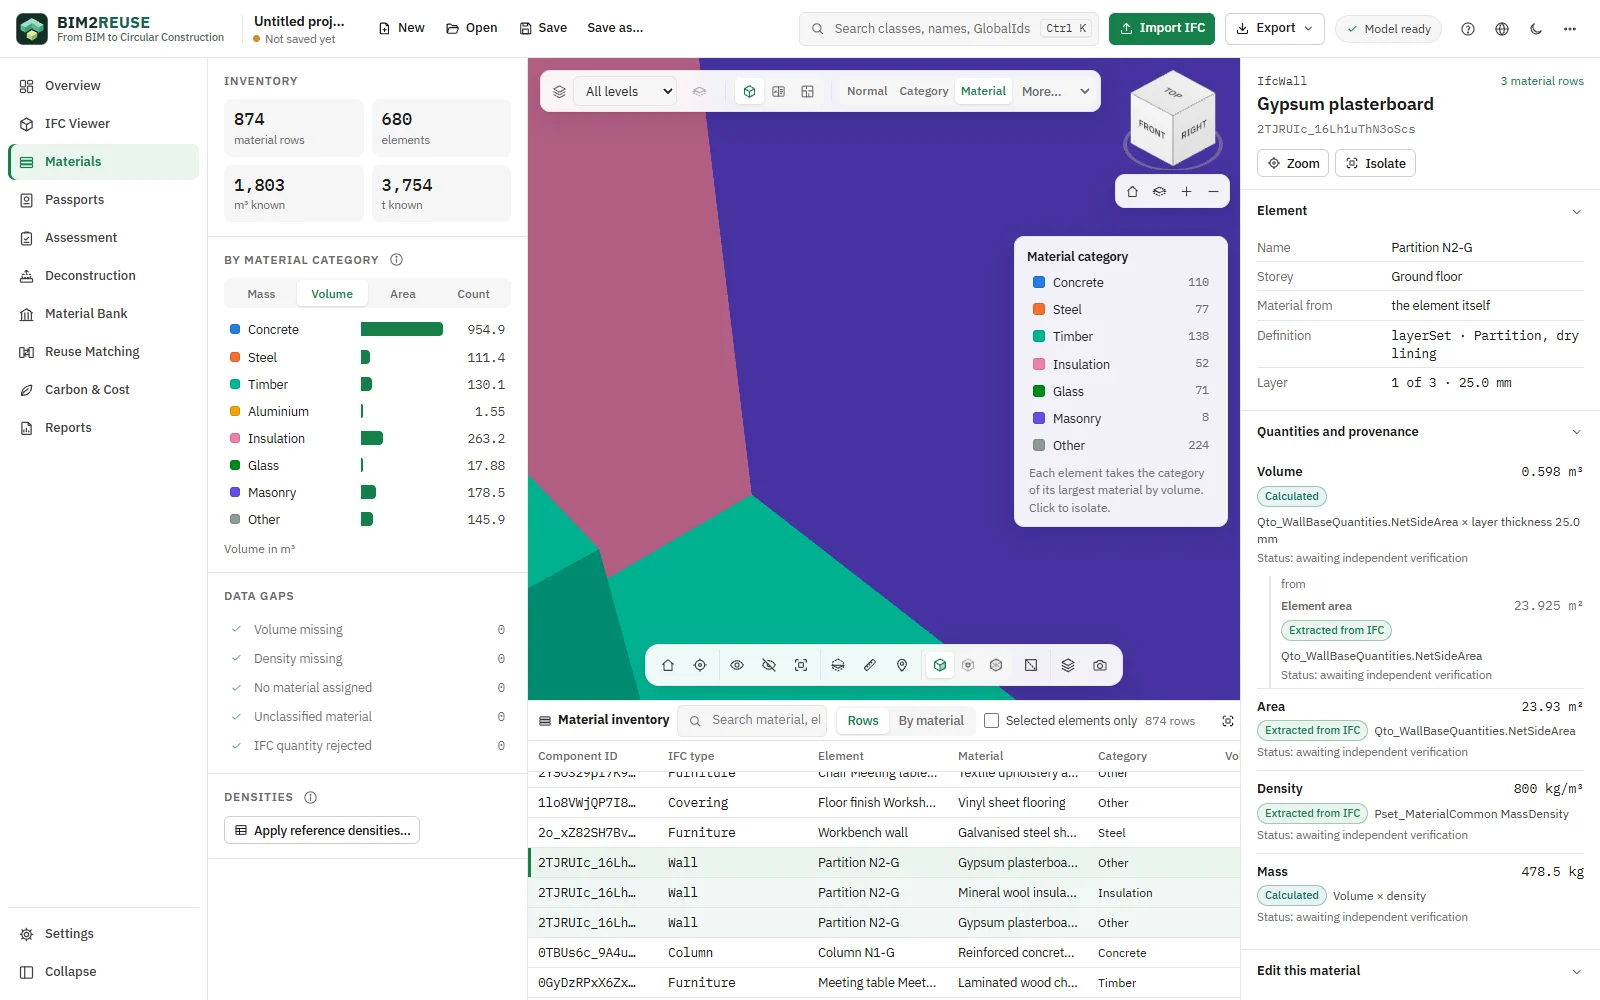 BIM2REUSE
From BIM to Circular Construction
Untitled proj...
Not saved yet
New
Open
Save
Save as...
Search classes, names, GlobalIds
Ctrl K
Import IFC
Export
Model ready
Overview
IFC Viewer
Materials
Passports
Assessment
Deconstruction
Material Bank
Reuse Matching
Carbon & Cost
Reports
Settings
Collapse
INVENTORY
874
material rows
680
elements
1,803
m³ known
3,754
t known
BY MATERIAL CATEGORY
Mass Volume Area Count
Concrete 954.9
Steel 111.4
Timber 130.1
Aluminium 1.55
Insulation 263.2
Glass 17.88
Masonry 178.5
Other 145.9
Volume in m³
DATA GAPS
Volume missing 0
Density missing 0
No material assigned 0
Unclassified material 0
IFC quantity rejected 0
DENSITIES
Apply reference densities...
All levels
Normal Category Material More...
TOP
FRONT
RIGHT
Material category
Concrete 110
Steel 77
Timber 138
Insulation 52
Glass 71
Masonry 8
Other 224
Each element takes the category
of its largest material by volume.
Click to isolate.
Material inventory
Search material, el
Rows By material
Selected elements only
874 rows
Component ID IFC type Element Material Category Vo
Furniture Chair Meeting table... Textile upholstery a... Other
1lo8VWjQP7I8… Covering Floor finish Worksh... Vinyl sheet flooring Other
2o_xZ82SH7Bv… Furniture Workbench wall Galvanised steel sh... Steel
2TJRUIc_16Lh… Wall Partition N2-G Gypsum plasterboa... Other
2TJRUIc_16Lh… Wall Partition N2-G Mineral wool insula... Insulation
2TJRUIc_16Lh… Wall Partition N2-G Gypsum plasterboa... Other
0TBUs6c_9A4u… Column Column N1-G Reinforced concret... Concrete
0GyDzRPxX6Zx… Furniture Meeting table Meet... Laminated wood ch... Timber
IfcWall
3 material rows
Gypsum plasterboard
2TJRUIc_16Lh1uThN3oScs
Zoom
Isolate
Element
Name Partition N2-G
Storey Ground floor
Material from the element itself
Definition layerSet · Partition, dry
lining
Layer 1 of 3 · 25.0 mm
Quantities and provenance
Volume 0.598 m³
Calculated
Qto_WallBaseQuantities.NetSideArea × layer thickness 25.0
mm
Status: awaiting independent verification
from
Element area 23.925 m²
Extracted from IFC
Qto_WallBaseQuantities.NetSideArea
Status: awaiting independent verification
Area 23.93 m²
Extracted from IFC Qto_WallBaseQuantities.NetSideArea
Status: awaiting independent verification
Density 800 kg/m³
Extracted from IFC Pset_MaterialCommon MassDensity
Status: awaiting independent verification
Mass 478.5 kg
Calculated Volume × density
Status: awaiting independent verification
Edit this material